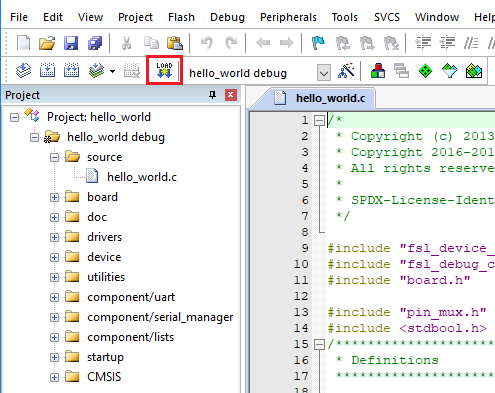 File Edit View Project Flash Debug Peripherals Tools SVCS Window Help
LOAD
hello_world debug
Project
Project: hello_world
hello_world debug
source
hello_world.c
board
doc
drivers
device
utilities
component/uart
component/serial_manager
component/lists
startup
CMSIS
hello_world.c
1 /*
2 * Copyright (c) 2013
3 * Copyright 2016-201
4 * All rights reserve
5 *
6 * SPDX-License-Ident
7 */
8
9 #include "fsl_device_
10 #include "fsl_debug_c
11 #include "board.h"
12
13 #include "pin_mux.h"
14 #include <stdbool.h>
15 /**********************
16 * Definitions
17 **********************